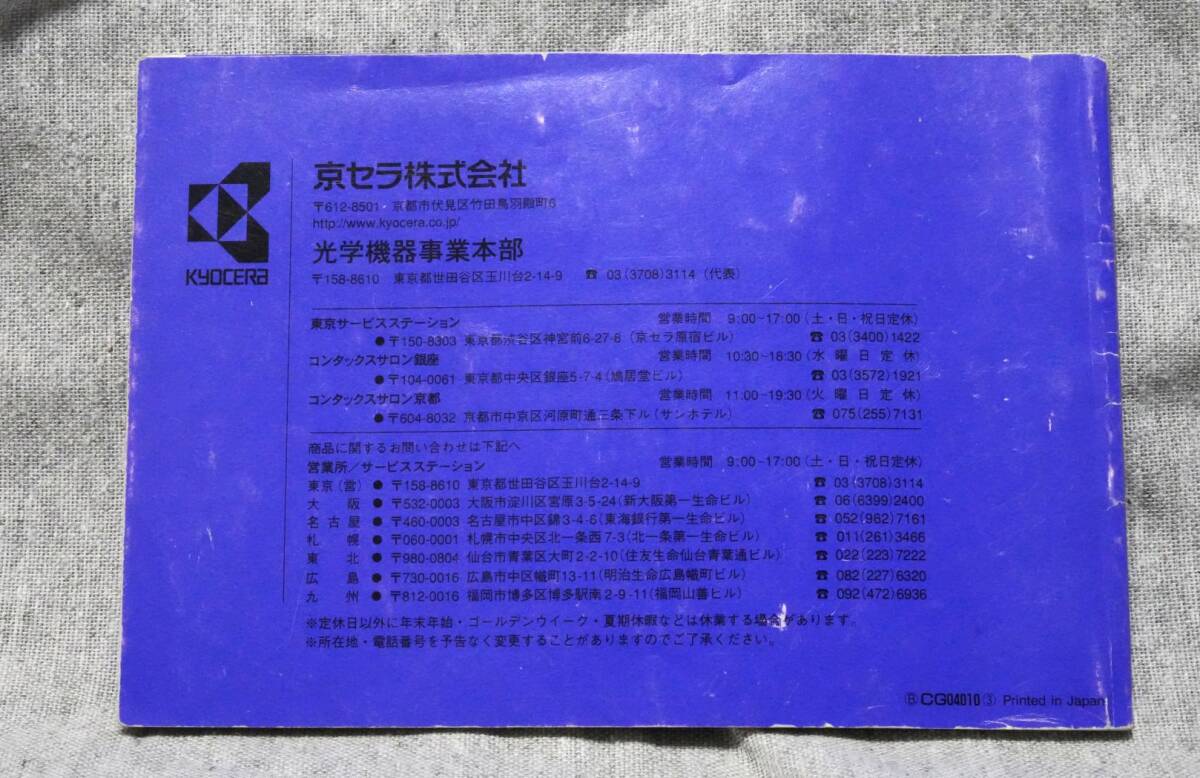 KYOCERA
京セラ株式会社
〒612-8501 京都市伏見区竹田鳥羽殿町6
http://www.kyocera.co.jp/
光学機器事業本部
〒158-8610 東京都世田谷区玉川台2-14-9 ☎ 03(3708)3114 (代表)
東京サービスステーション 営業時間 9:00~17:00(土・日・祝日定休)
●〒150-8303 東京都渋谷区神宮前6-27-8 (京セラ原宿ビル) ☎ 03(3400)1422
コンタックスサロン銀座 営業時間 10:30~18:30(水曜日定休)
●〒104-0061 東京都中央区銀座5-7-4(鳩居堂ビル) ☎ 03(3572)1921
コンタックスサロン京都 営業時間 11:00~19:30(火曜日定休)
●〒604-8032 京都市中京区河原町通三条下ル(サンホテル) ☎ 075(255)7131
商品に関するお問い合わせは下記へ
営業所/サービスステーション 営業時間 9:00~17:00(土・日・祝日定休)
東京(営) ● 〒158-8610 東京都世田谷区玉川台2-14-9 ☎ 03(3708)3114
大阪 ● 〒532-0003 大阪市淀川区宮原3-5-24(新大阪第一生命ビル) ☎ 06(6399)2400
名古屋 ● 〒460-0003 名古屋市中区錦3-4-6(東海銀行第一生命ビル) ☎ 052(962)7161
札幌 ● 〒060-0001 札幌市中央区北一条西7-3(北一条第一生命ビル) ☎ 011(261)3466
東北 ● 〒980-0804 仙台市青葉区大町2-2-10(住友生命仙台青葉通ビル) ☎ 022(223)7222
広島 ● 〒730-0016 広島市中区幟町13-11(明治生命広島幟町ビル) ☎ 082(227)6320
九州 ● 〒812-0016 福岡市博多区博多駅南2-9-11(福岡山善ビル) ☎ 092(472)6936
※定休日以外に年末年始・ゴールデンウイーク・夏期休暇などは休業する場合があります。
※所在地・電話番号を予告なく変更することがありますのでご了承ください。
Ⓑ CG04010 ③ Printed in Japan